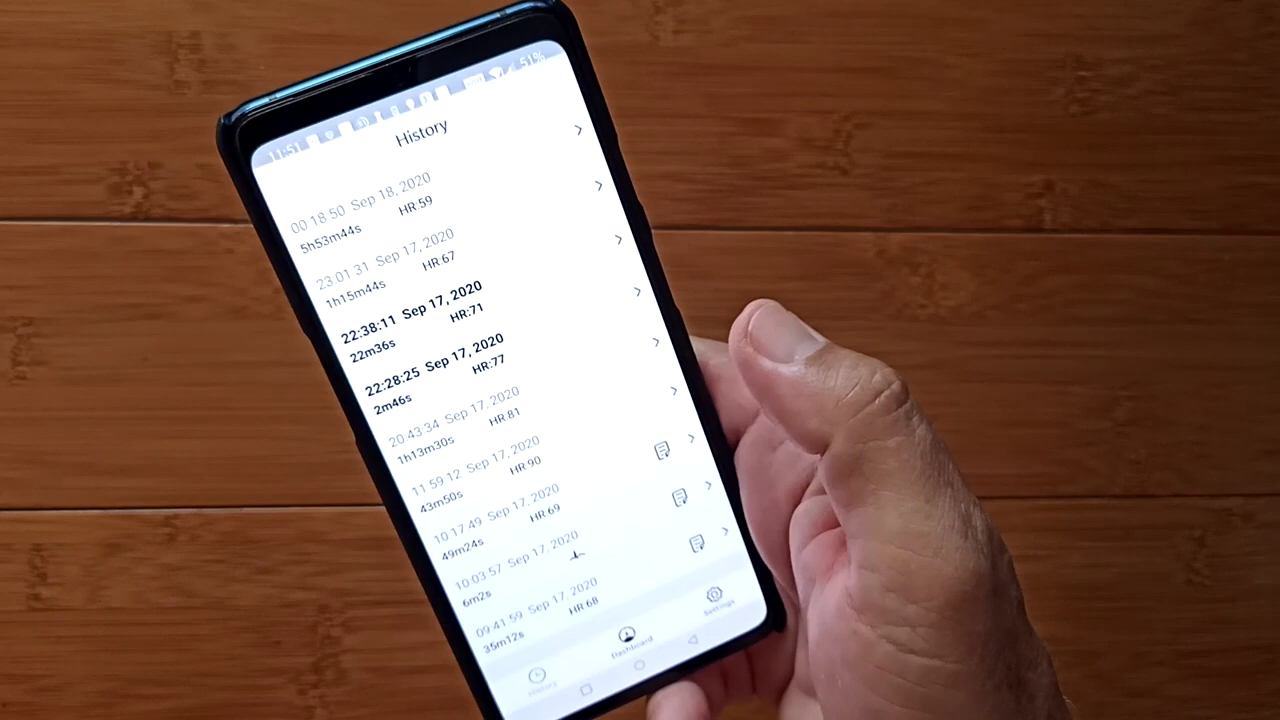 11:51 51%
History
00 18 50 Sep 18, 2020
5h53m44s HR:59
23:01 31 Sep 17, 2020
1h15m44s HR:67
22:38:11 Sep 17, 2020
22m36s HR:71
22:28:25 Sep 17, 2020
2m46s HR:77
20:43:34 Sep 17, 2020
1h13m30s HR:81
11 59 12 Sep 17, 2020
43m50s HR:90
10:17:49 Sep 17, 2020
49m24s HR:69
10:03 57 Sep 17, 2020
6m2s
09:41 59 Sep 17, 2020
35m12s HR 68
History Dashboard Settings